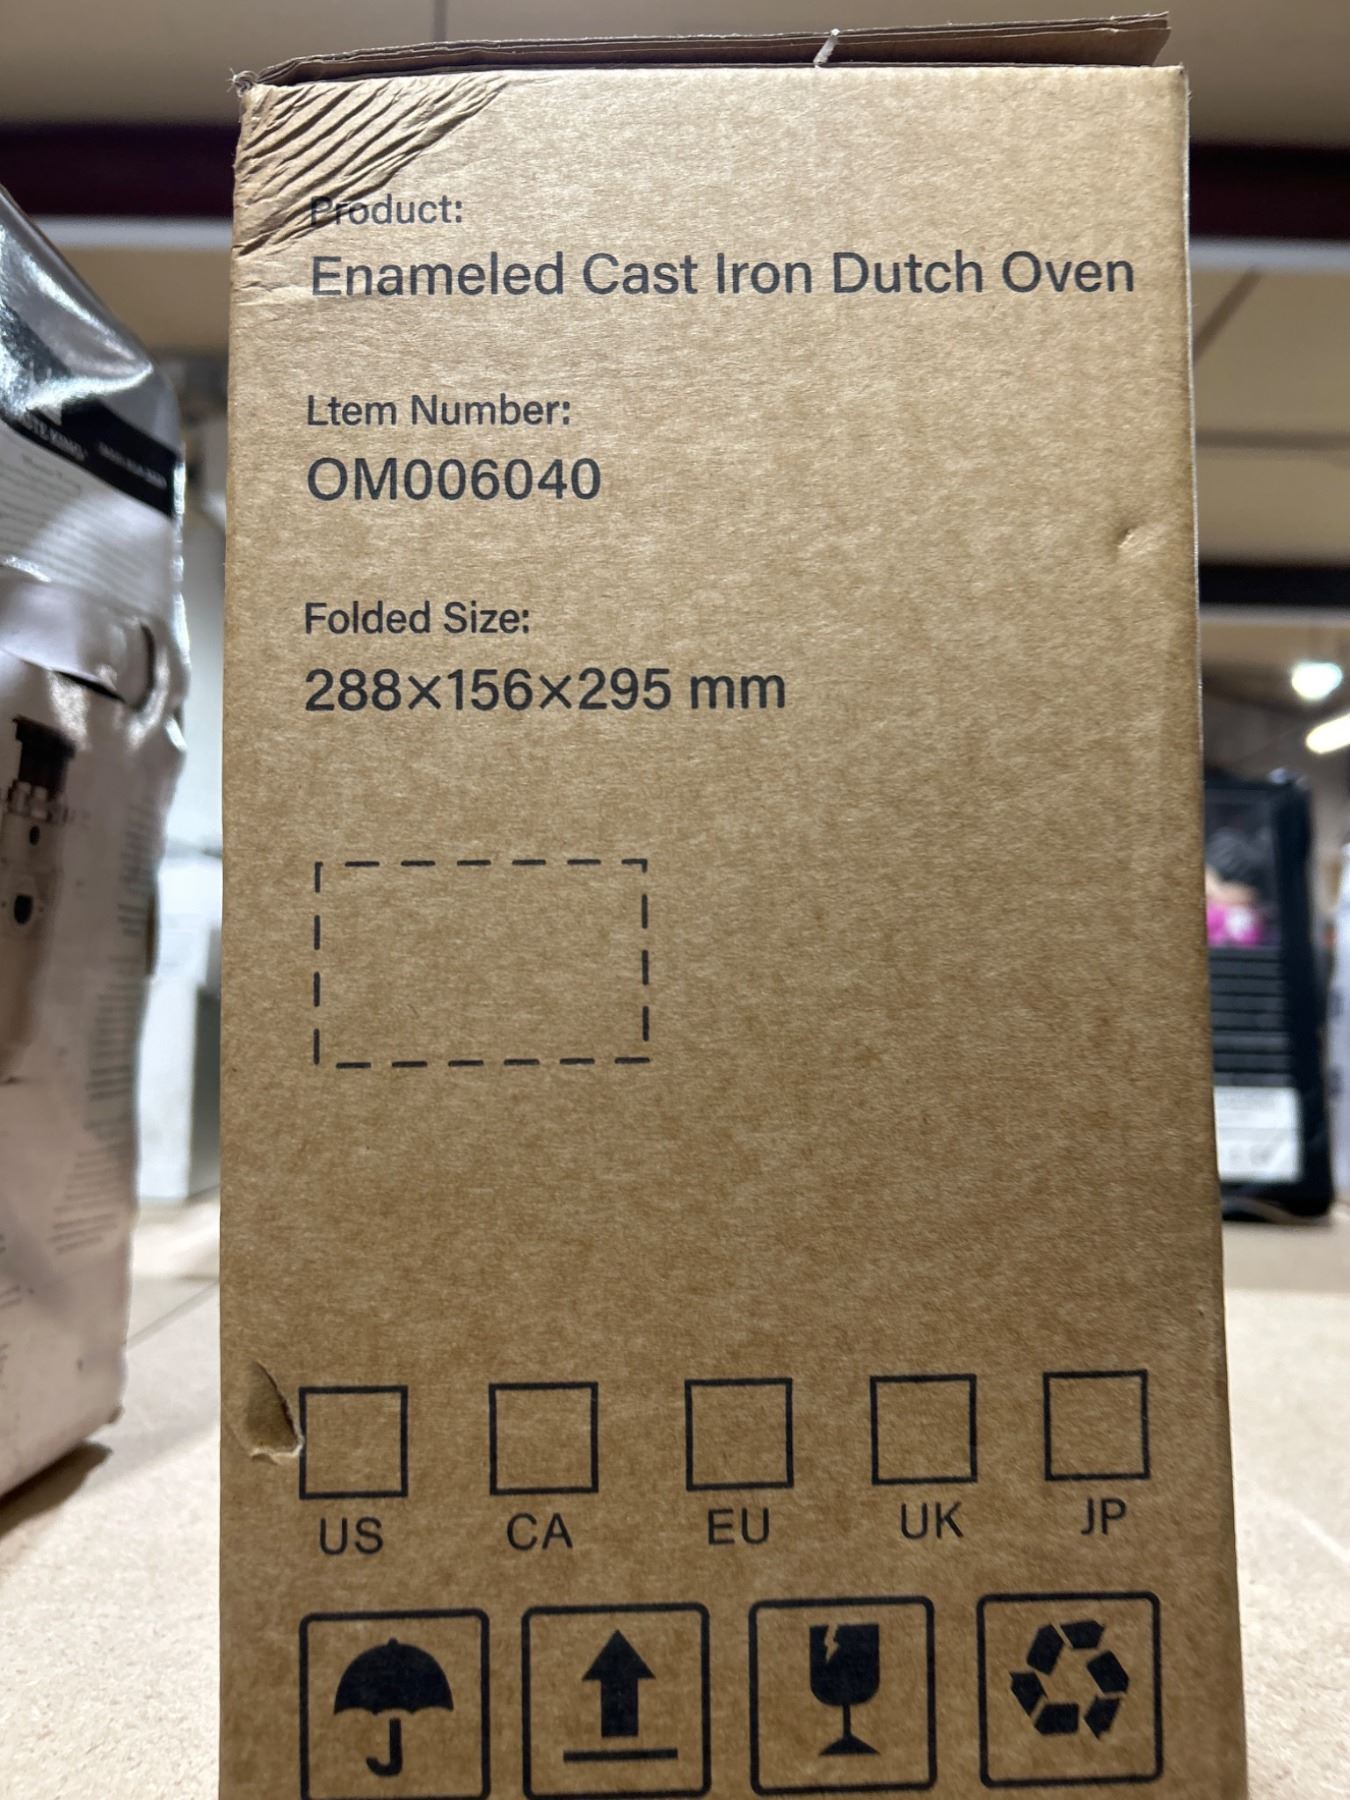 Product:
Enameled Cast Iron Dutch Oven
Ltem Number:
OM006040
Folded Size:
288×156×295 mm
US CA EU UK JP